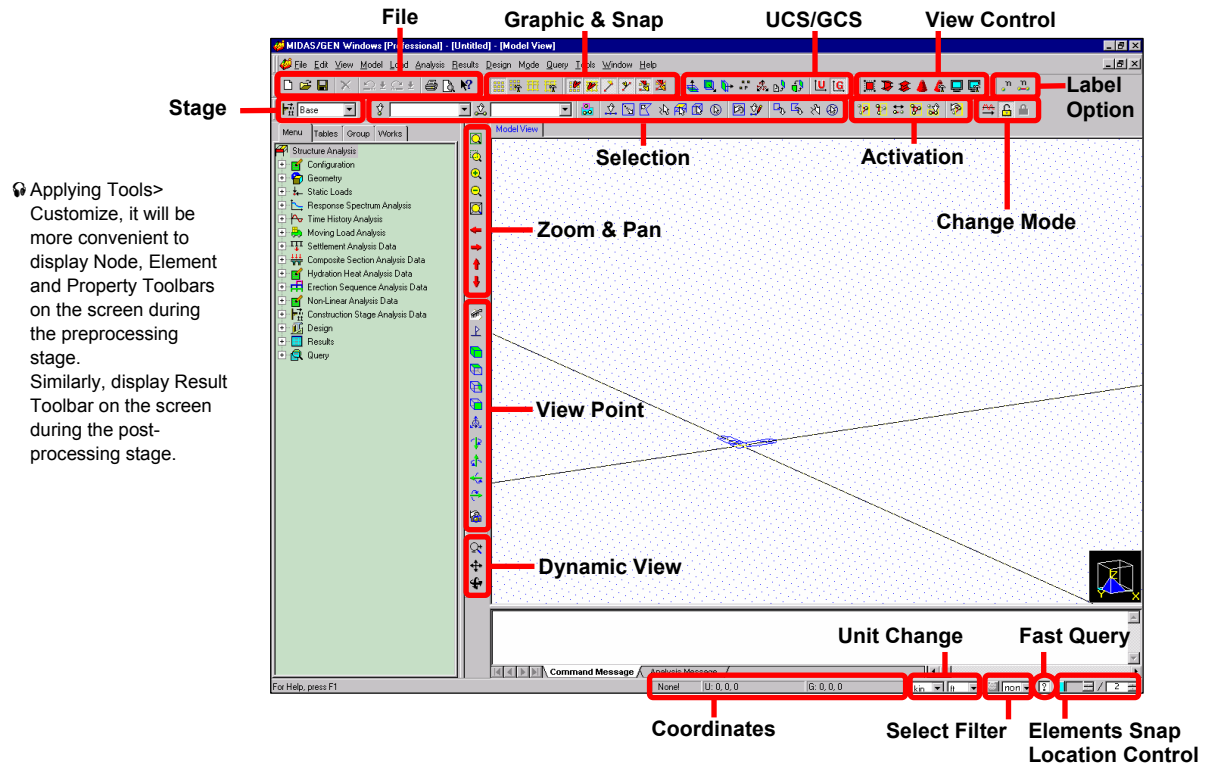 File
Graphic & Snap
UCS/GCS
View Control
MIDAS/GEN Windows [Professional] - [Untitled] - [Model View]
File Edit View Model Load Analysis Results Design Mode Query Tools Window Help
Label
Option
Stage
Base
Menu Tables Group Works
Model View
Selection
Activation
Change Mode
Structure Analysis
Configuration
Geometry
Static Loads
Response Spectrum Analysis
Time History Analysis
Moving Load Analysis
Settlement Analysis Data
Composite Section Analysis Data
Hydration Heat Analysis Data
Erection Sequence Analysis Data
Non-Linear Analysis Data
Construction Stage Analysis Data
Design
Results
Query
Applying Tools>
Customize, it will be
more convenient to
display Node, Element
and Property Toolbars
on the screen during
the preprocessing
stage.
Similarly, display Result
Toolbar on the screen
during the post-
processing stage.
Zoom & Pan
View Point
Dynamic View
Z
Y
X
Unit Change
Fast Query
Command Message
Analysis Message
For Help, press F1
None!
U: 0, 0, 0
G: 0, 0, 0
kip
ft
non
/ 2
Coordinates
Select Filter
Elements Snap
Location Control